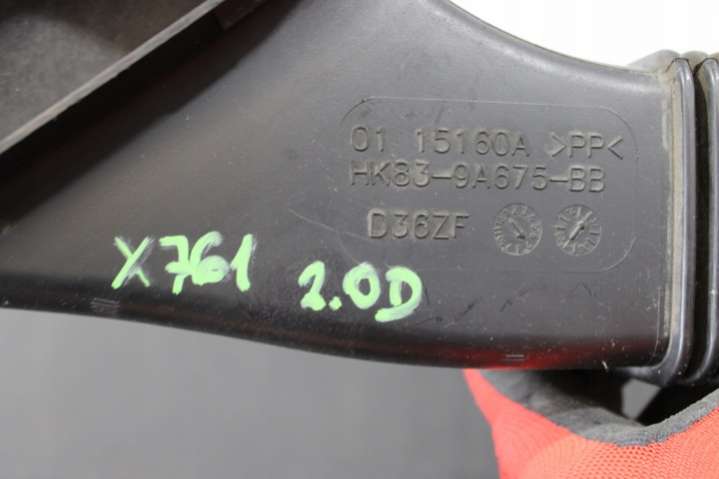 01 15160A >PP<
HK83-9A675-BB
D36ZF
X761 2.0D